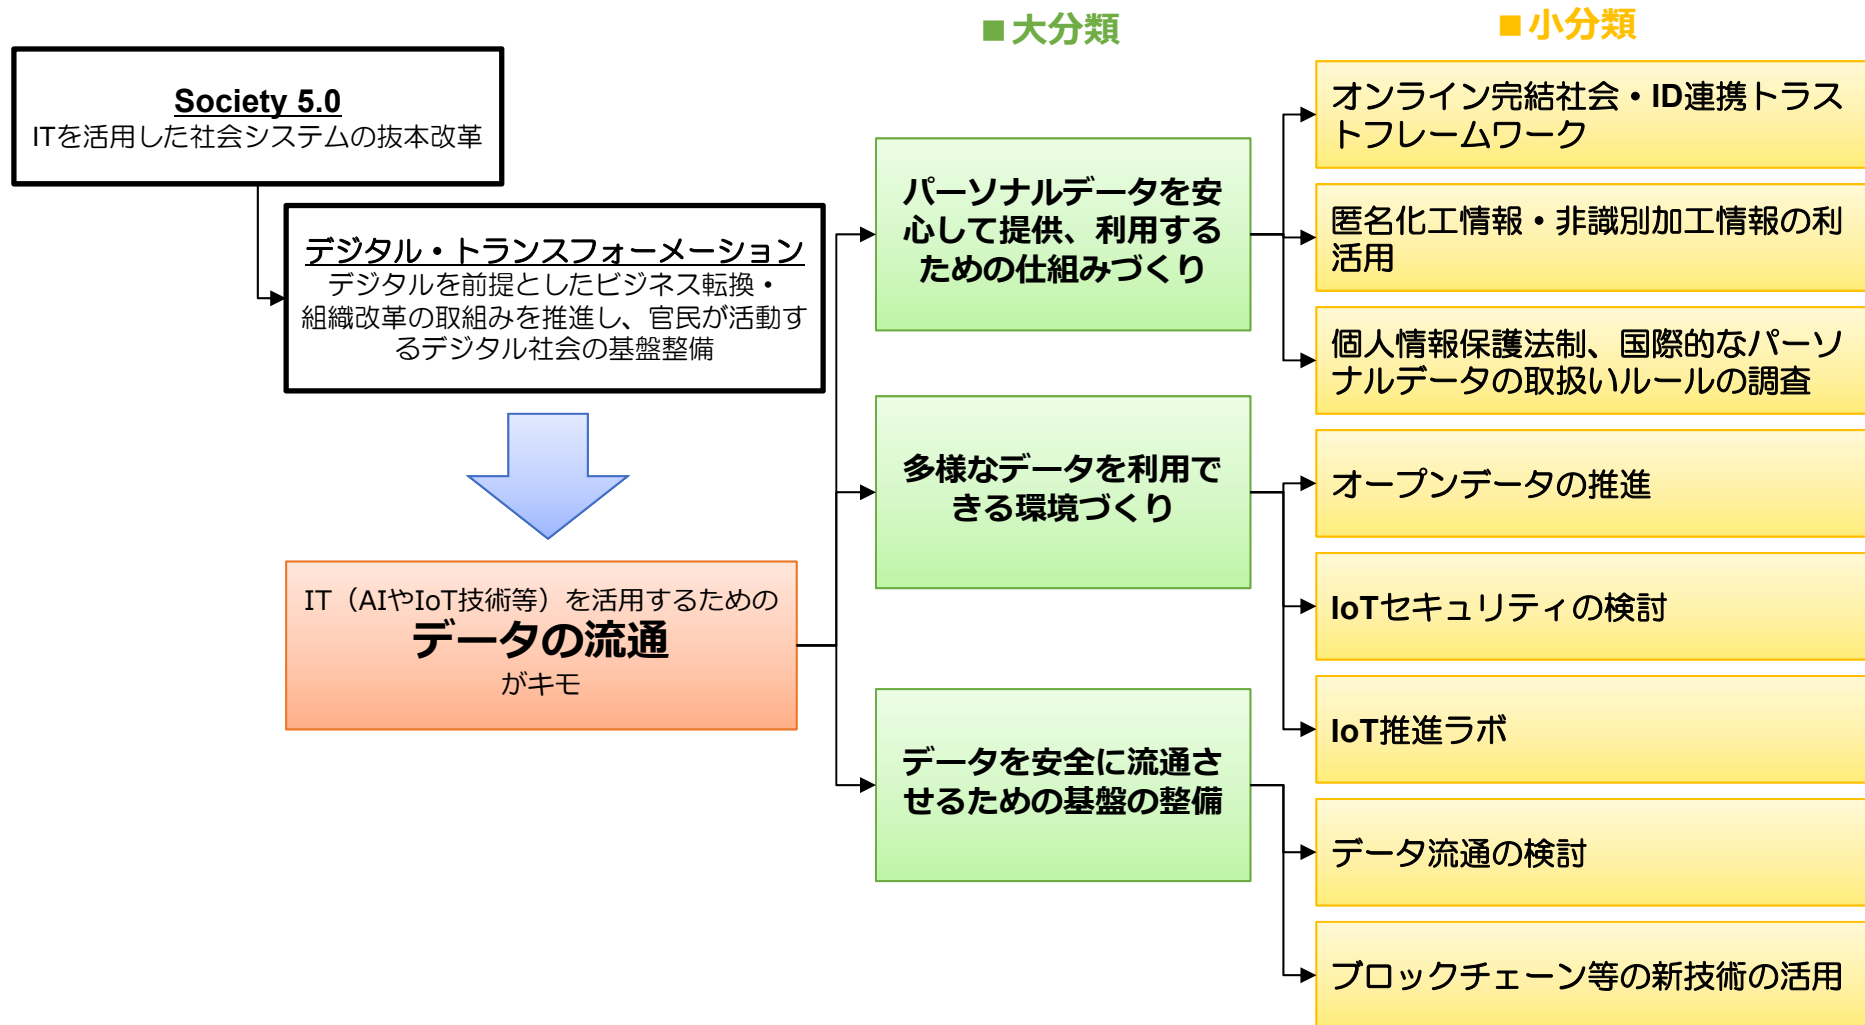 ■大分類
■小分類
Society 5.0
ITを活用した社会システムの抜本改革
デジタル・トランスフォーメーション
デジタルを前提としたビジネス転換・
組織改革の取組みを推進し、官民が活動す
るデジタル社会の基盤整備
IT（AIやIoT技術等）を活用するための
データの流通
がキモ
パーソナルデータを安
心して提供、利用する
ための仕組みづくり
オンライン完結社会・ID連携トラス
トフレームワーク
匿名化工情報・非識別加工情報の利
活用
個人情報保護法制、国際的なパーソ
ナルデータの取扱いルールの調査
多様なデータを利用で
きる環境づくり
オープンデータの推進
IoTセキュリティの検討
IoT推進ラボ
データを安全に流通さ
せるための基盤の整備
データ流通の検討
ブロックチェーン等の新技術の活用